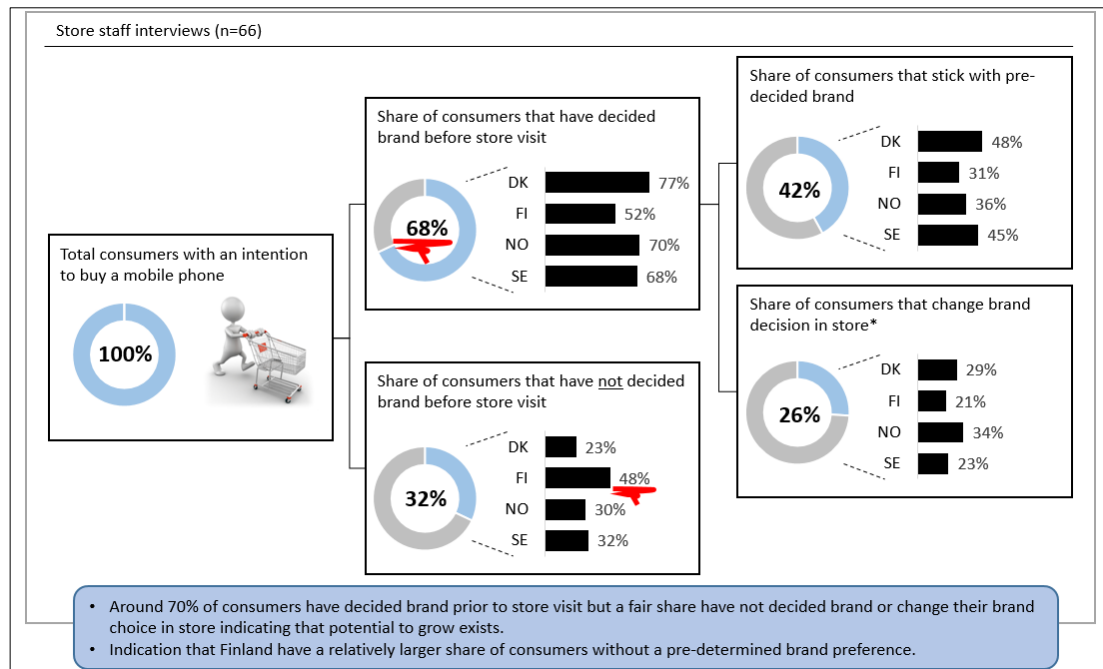 Store staff interviews (n=66)
Total consumers with an intention
to buy a mobile phone
100%
Share of consumers that have decided
brand before store visit
68%
DK 77%
FI 52%
NO 70%
SE 68%
Share of consumers that have not decided
brand before store visit
32%
DK 23%
FI 48%
NO 30%
SE 32%
Share of consumers that stick with pre-
decided brand
42%
DK 48%
FI 31%
NO 36%
SE 45%
Share of consumers that change brand
decision in store*
26%
DK 29%
FI 21%
NO 34%
SE 23%
• Around 70% of consumers have decided brand prior to store visit but a fair share have not decided brand or change their brand
choice in store indicating that potential to grow exists.
• Indication that Finland have a relatively larger share of consumers without a pre-determined brand preference.